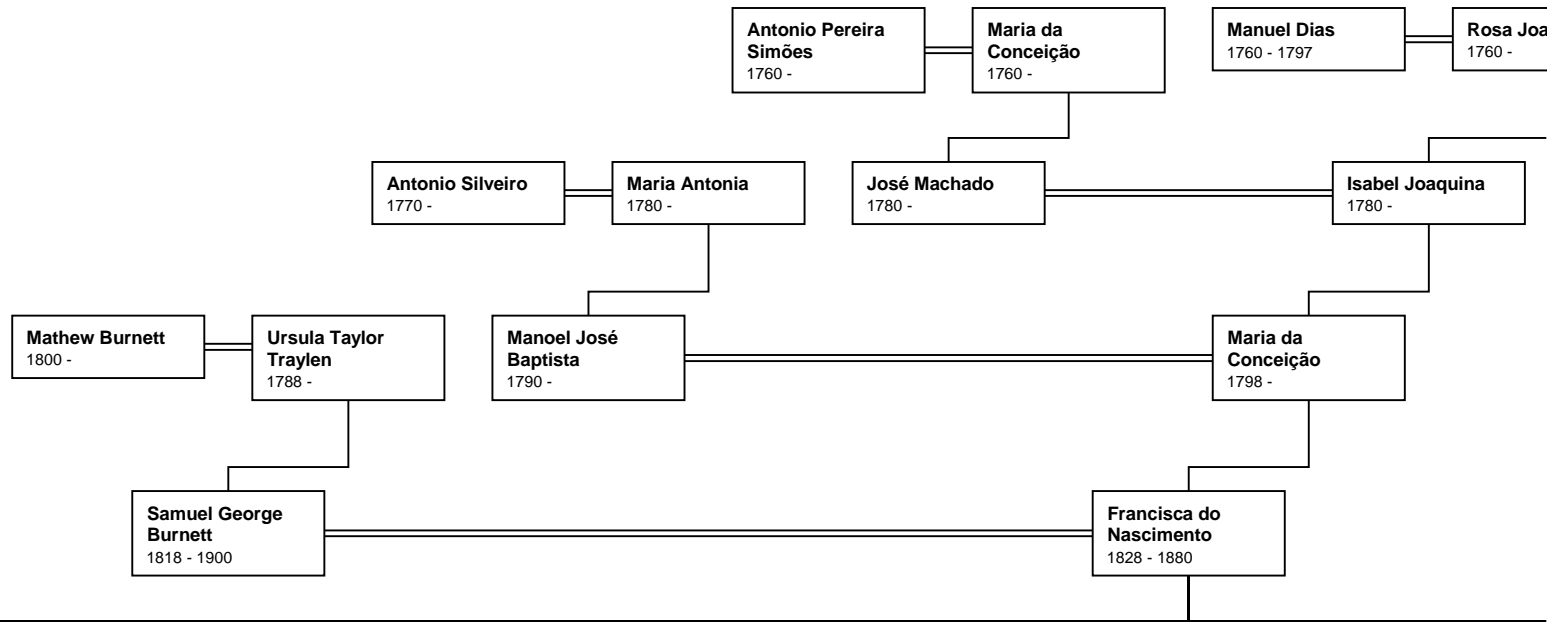 Antonio Pereira
Simões
1760 -
Maria da
Conceição
1760 -
Manuel Dias
1760 - 1797
Rosa
1760 -
Antonio Silveiro
1770 -
Maria Antonia
1780 -
José Machado
1780 -
Isabel Joaquina
1780 -
Mathew Burnett
1800 -
Ursula Taylor
Traylen
1788 -
Manoel José
Baptista
1790 -
Maria da
Conceição
1798 -
Samuel George
Burnett
1818 - 1900
Francisca do
Nascimento
1828 - 1880